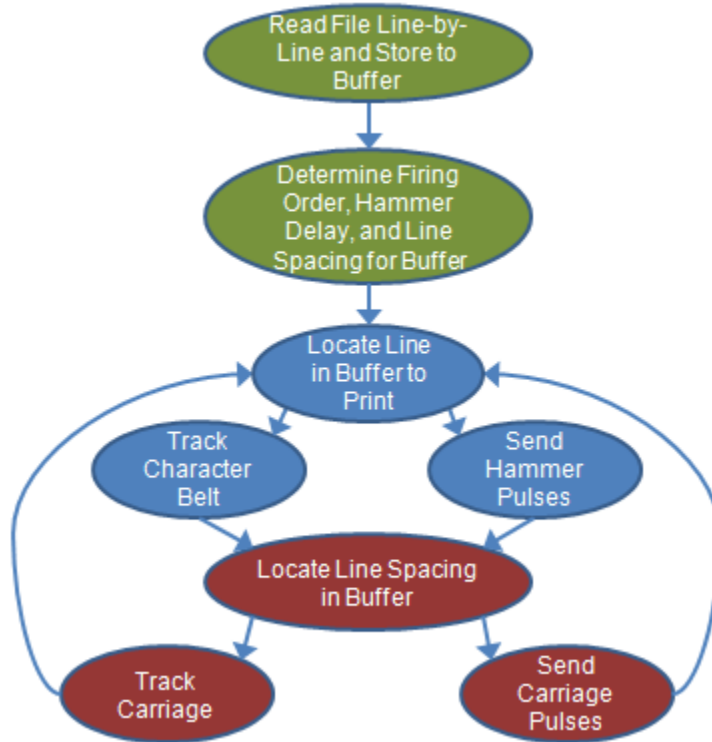 Read File Line-by-
Line and Store to
Buffer
Determine Firing
Order, Hammer
Delay, and Line
Spacing for Buffer
Locate Line
in Buffer to
Print
Track
Character
Belt
Send
Hammer
Pulses
Locate Line Spacing
in Buffer
Track
Carriage
Send
Carriage
Pulses